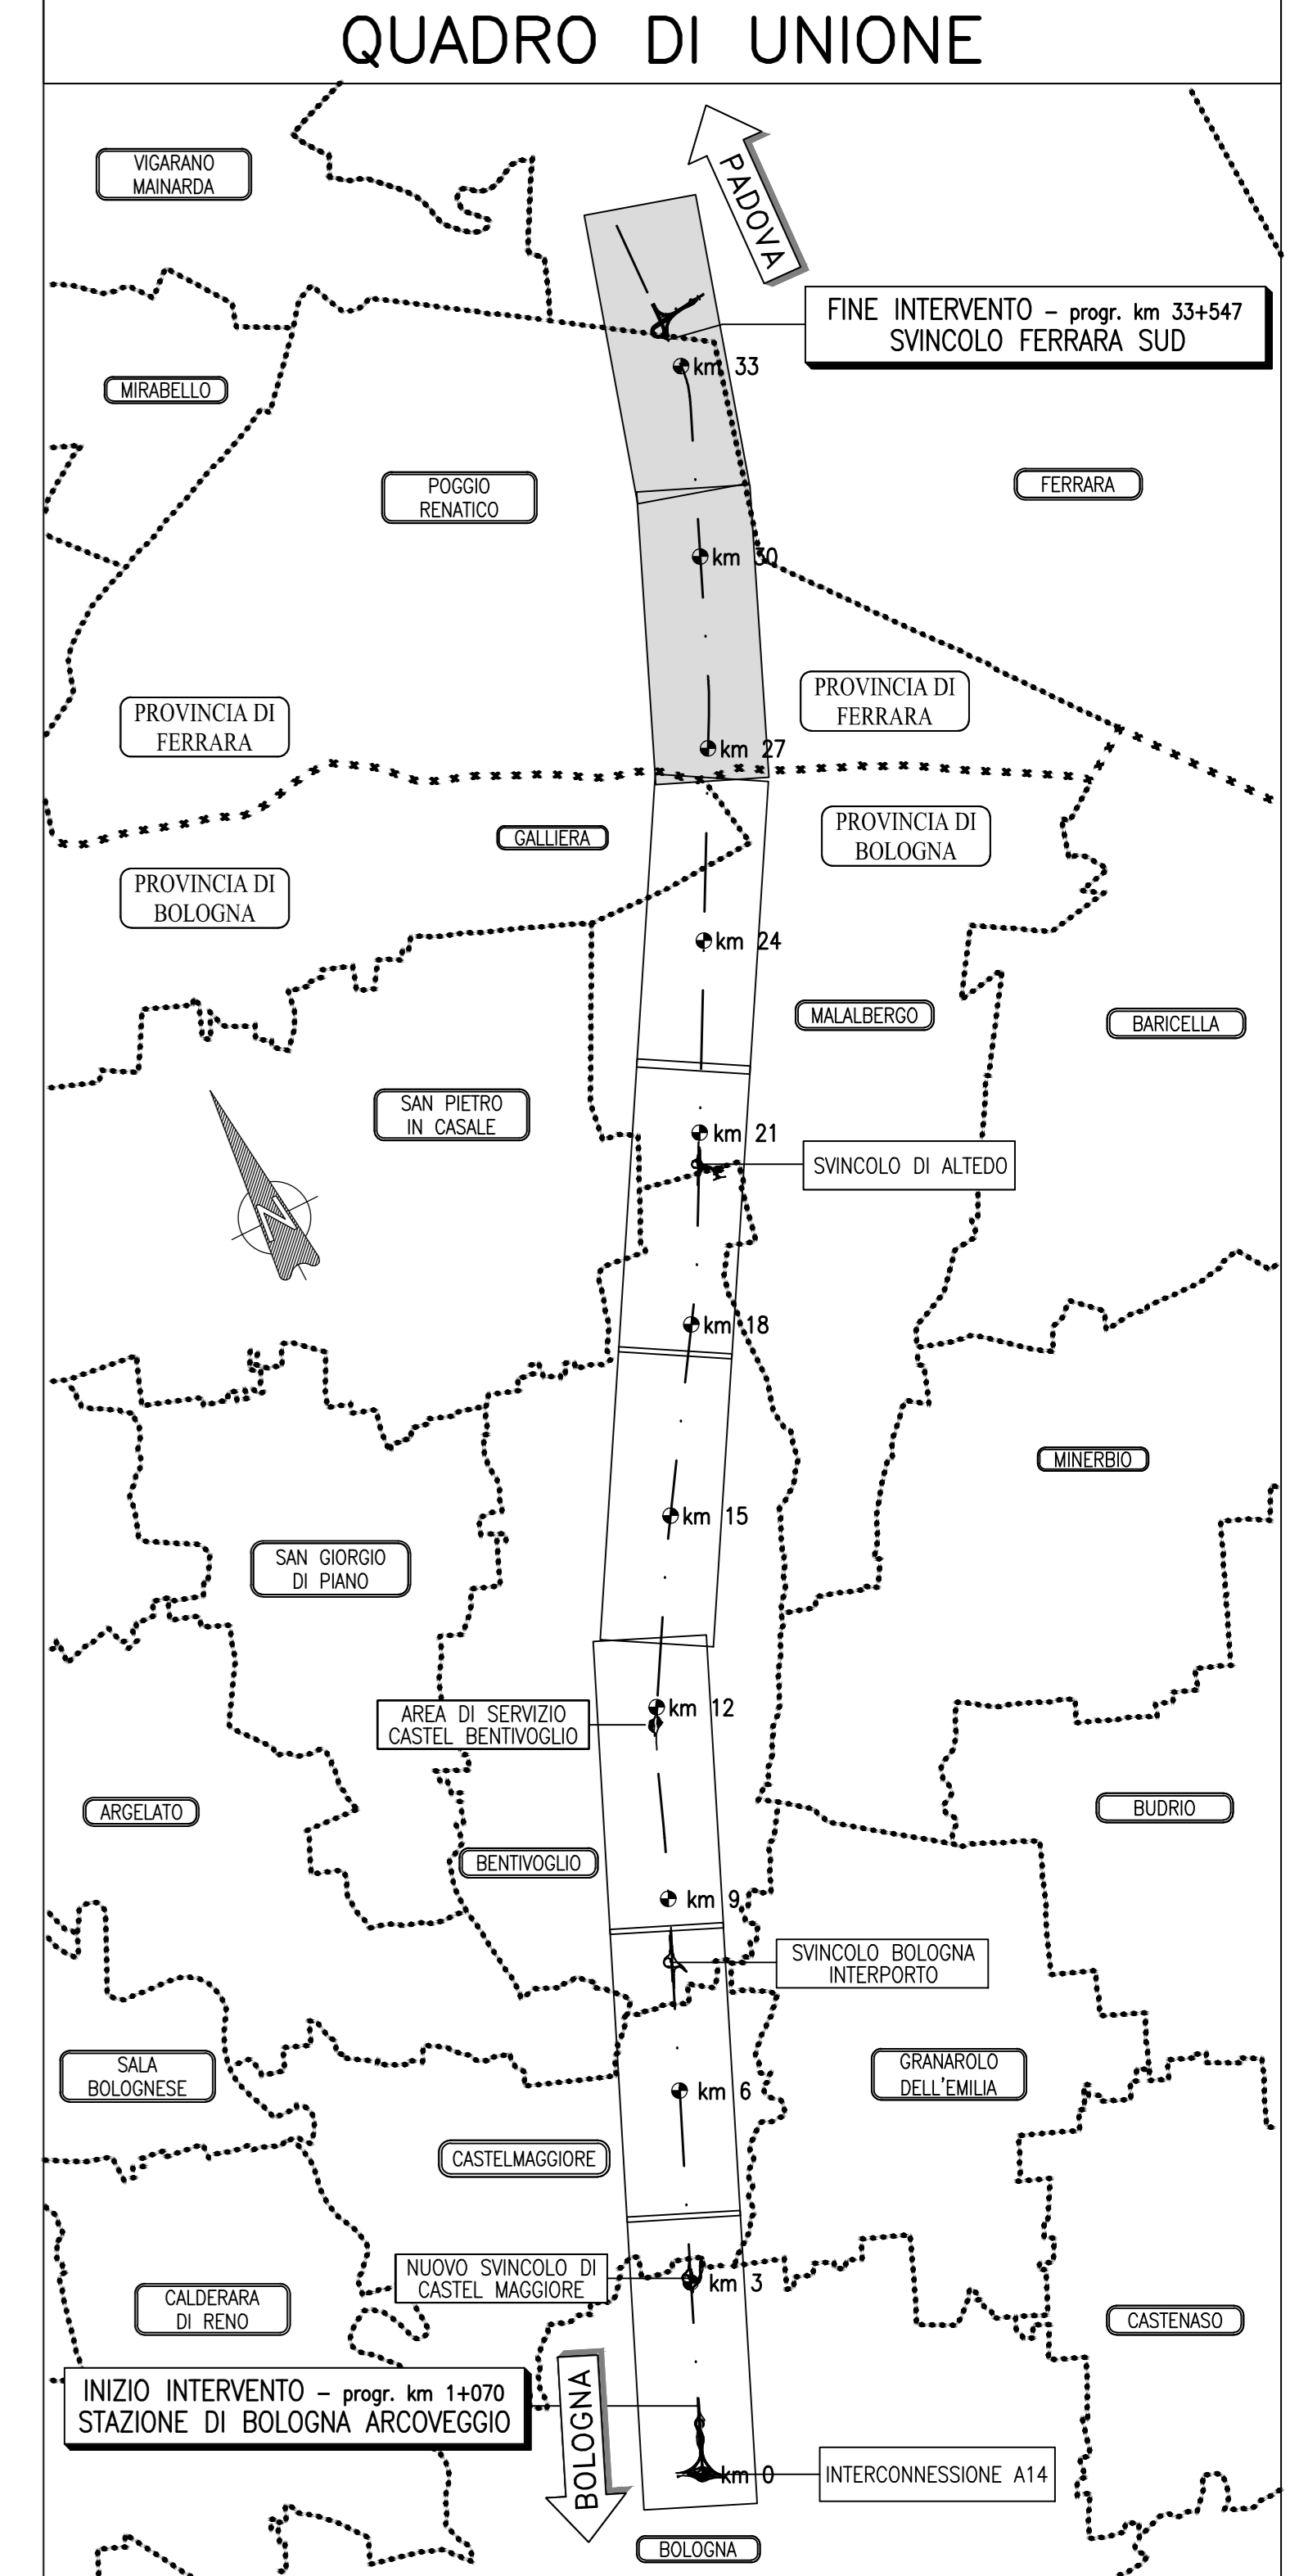 QUADRO DI UNIONE
VIGARANO
MAINARDA
PADOVA
FINE INTERVENTO – progr. km 33+547
SVINCOLO FERRARA SUD
km 33
MIRABELLO
POGGIO
RENATICO
FERRARA
km 30
PROVINCIA DI
FERRARA
PROVINCIA DI
FERRARA
km 27
GALLIERA
PROVINCIA DI
BOLOGNA
PROVINCIA DI
BOLOGNA
km 24
MALALBERGO
BARICELLA
SAN PIETRO
IN CASALE
km 21
SVINCOLO DI ALTEDO
N
km 18
MINERBIO
km 15
SAN GIORGIO
DI PIANO
km 12
AREA DI SERVIZIO
CASTEL BENTIVOGLIO
ARGELATO
BUDRIO
BENTIVOGLIO
km 9
SVINCOLO BOLOGNA
INTERPORTO
SALA
BOLOGNESE
GRANAROLO
DELL'EMILIA
km 6
CASTELMAGGIORE
NUOVO SVINCOLO DI
CASTEL MAGGIORE
km 3
CALDERARA
DI RENO
CASTENASO
INIZIO INTERVENTO – progr. km 1+070
STAZIONE DI BOLOGNA ARCOVEGGIO
BOLOGNA
km 0
INTERCONNESSIONE A14
BOLOGNA